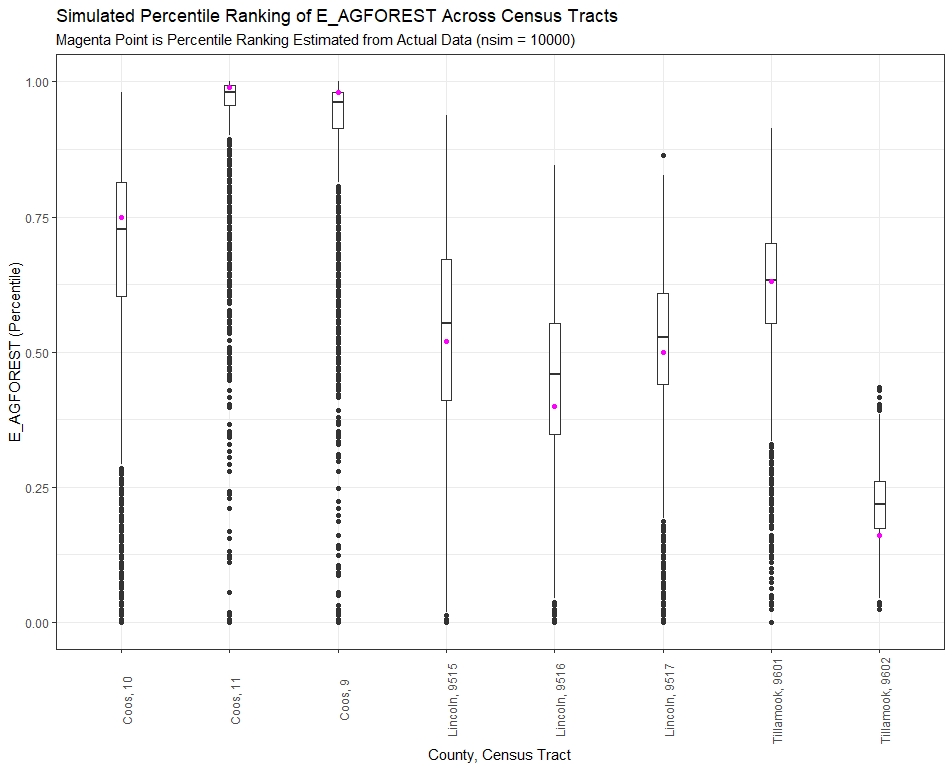 Simulated Percentile Ranking of E_AGFOREST Across Census Tracts
Magenta Point is Percentile Ranking Estimated from Actual Data (nsim = 10000)
E_AGFOREST (Percentile)
1.00
0.75
0.50
0.25
0.00
Coos, 10
Coos, 11
Coos, 9
Lincoln, 9515
Lincoln, 9516
Lincoln, 9517
Tillamook, 9601
Tillamook, 9602
County, Census Tract